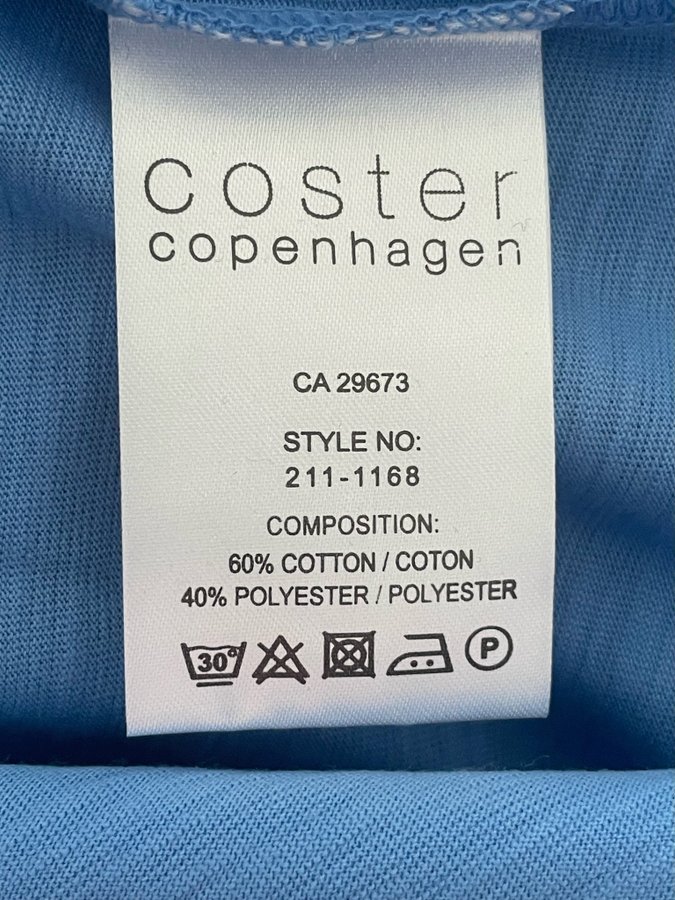 coster
copenhagen
CA 29673
STYLE NO:
211-1168
COMPOSITION:
60% COTTON / COTON
40% POLYESTER / POLYESTER
30° P